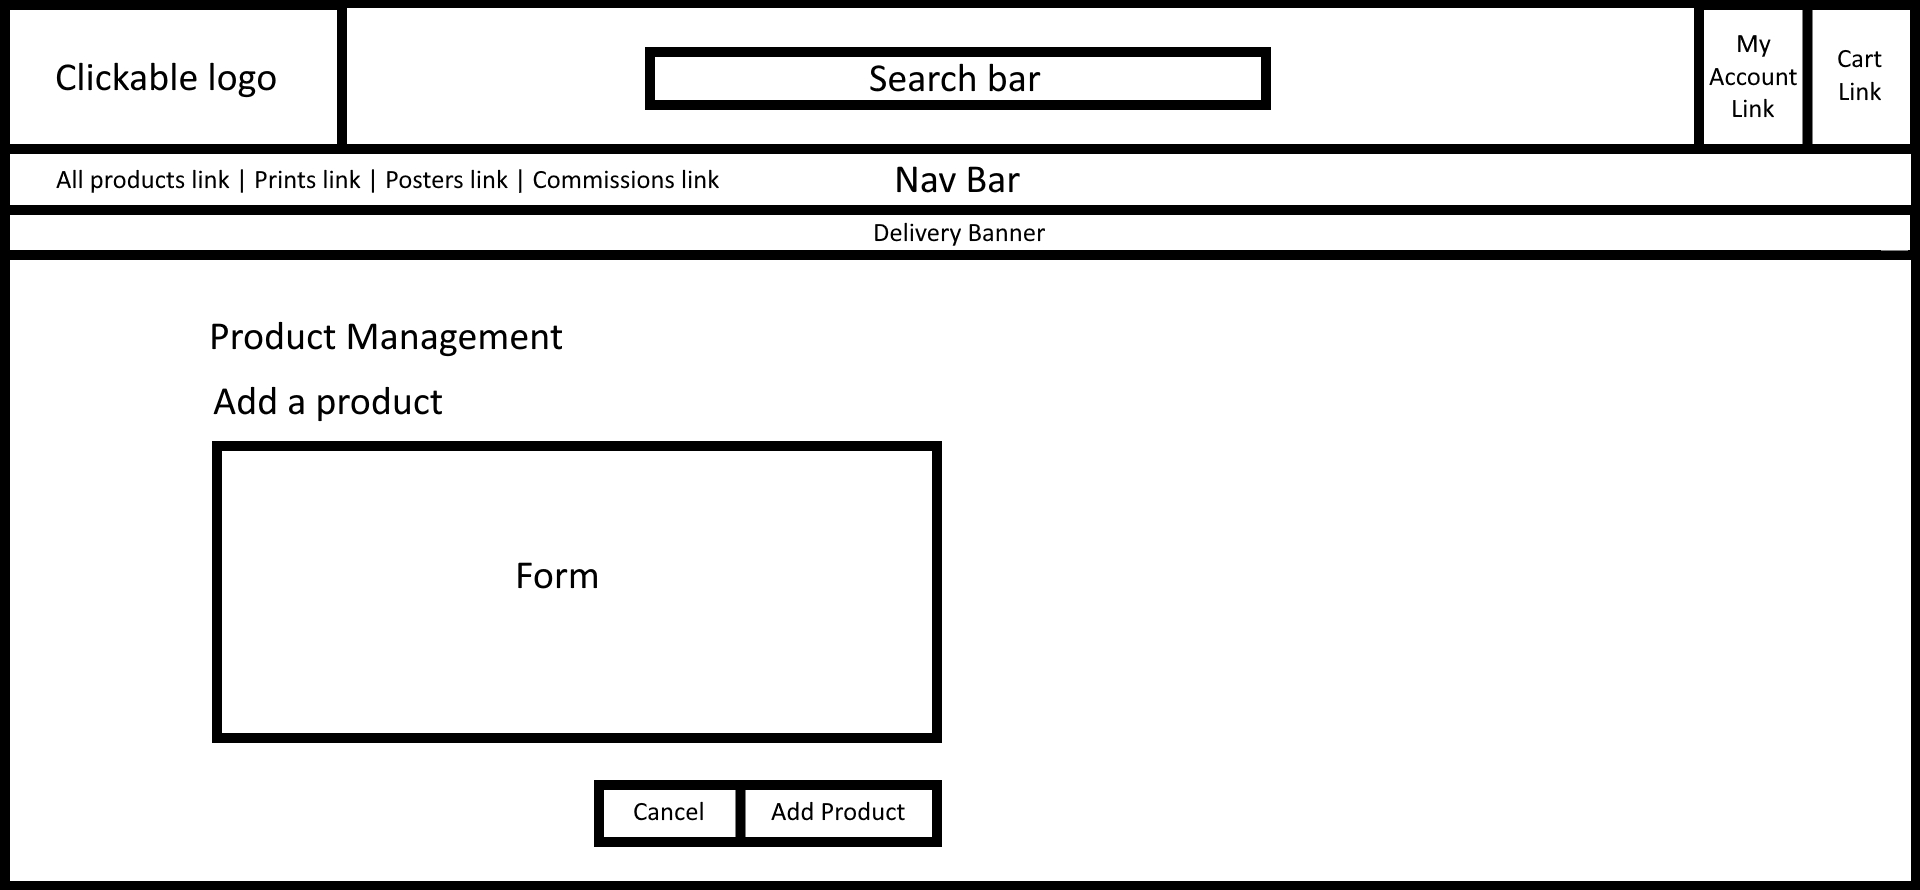 Clickable logo
Search bar
My
Account
Link
Cart
Link
All products link | Prints link | Posters link | Commissions link
Nav Bar
Delivery Banner
Product Management
Add a product
Form
Cancel
Add Product